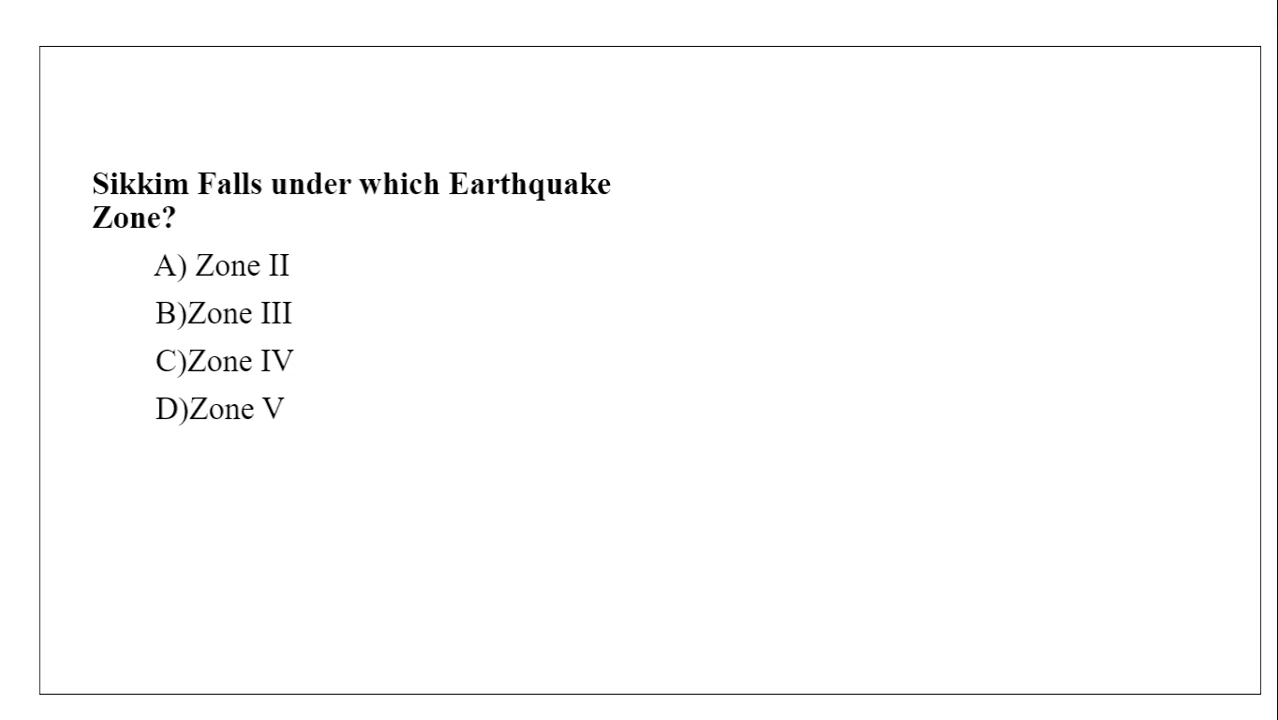 Sikkim Falls under which Earthquake
Zone?
A) Zone II
B)Zone III
C)Zone IV
D)Zone V